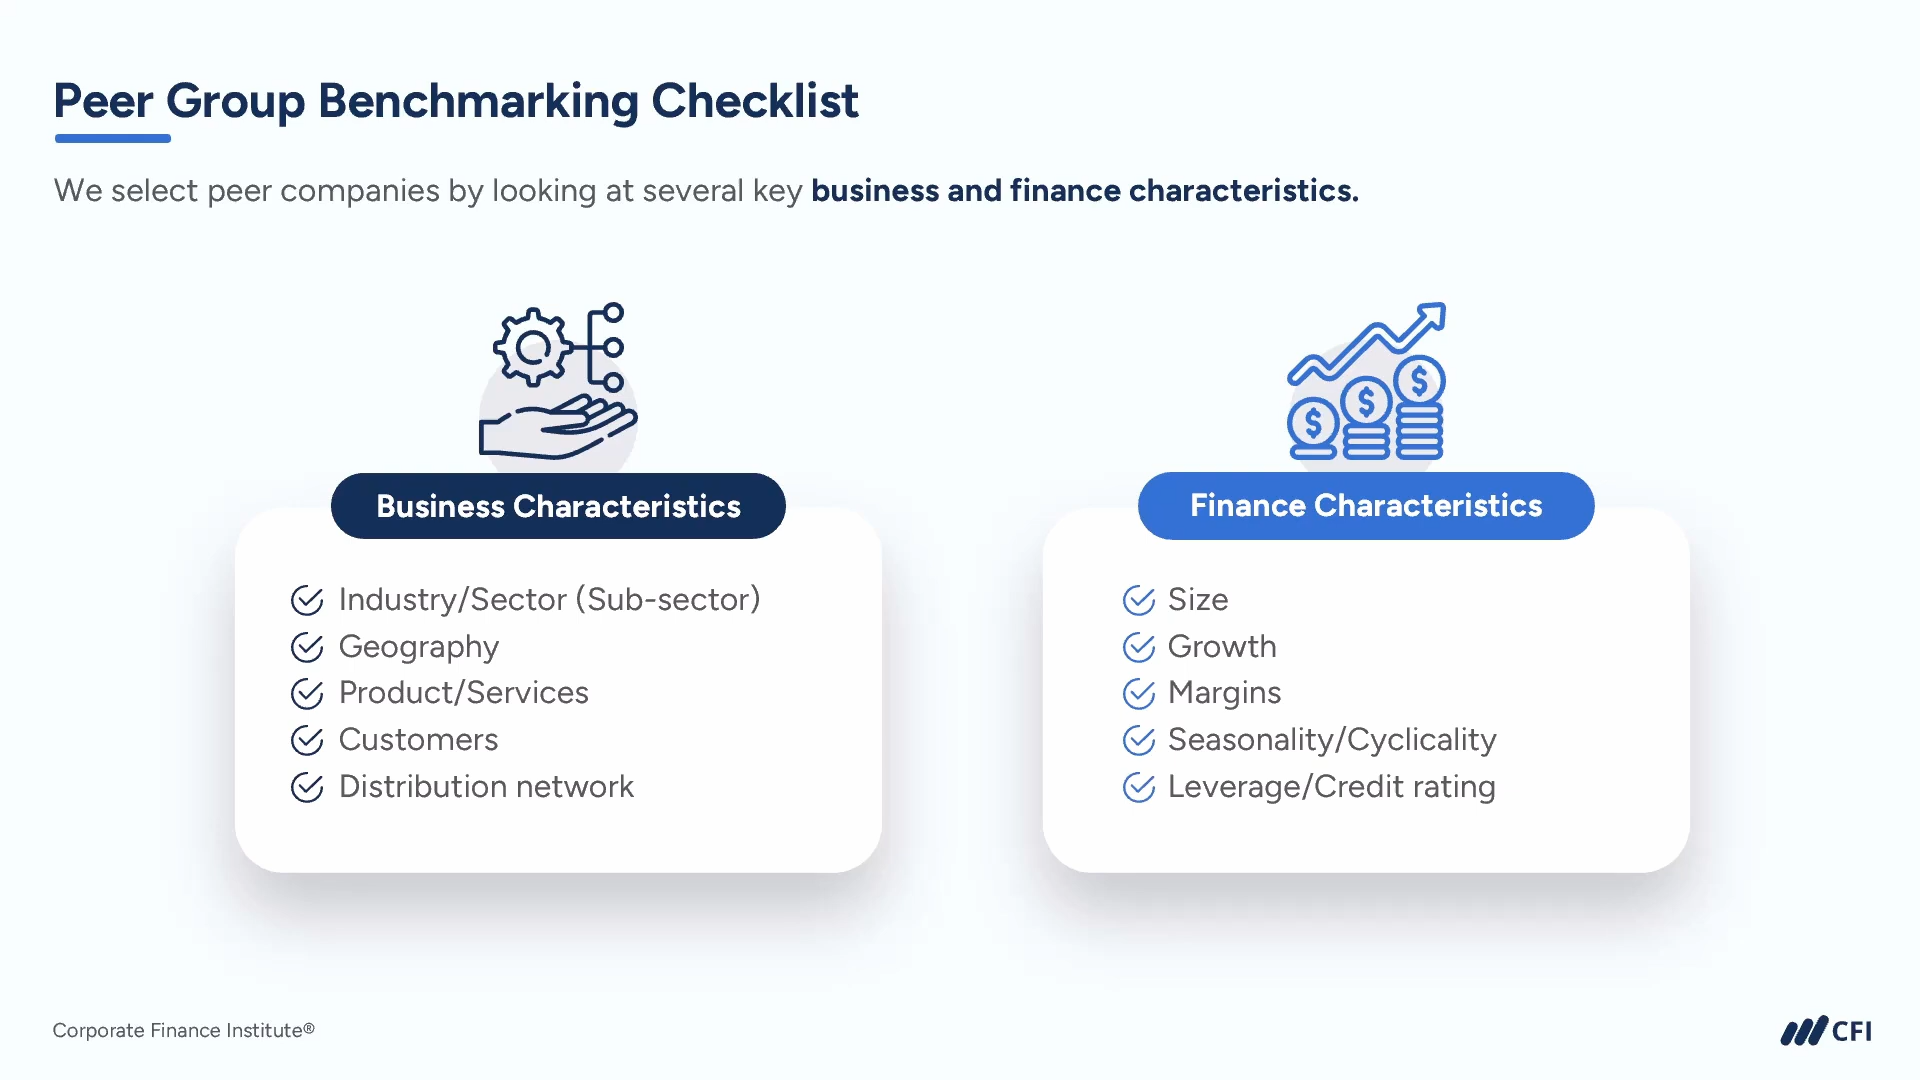 Peer Group Benchmarking Checklist
We select peer companies by looking at several key business and finance characteristics.
$ $ $
Business Characteristics
Industry/Sector (Sub-sector)
Geography
Product/Services
Customers
Distribution network
Finance Characteristics
Size
Growth
Margins
Seasonality/Cyclicality
Leverage/Credit rating
Corporate Finance Institute®
CFI